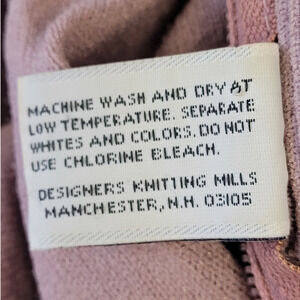 MACHINE WASH AND DRY AT
LOW TEMPERATURE. SEPARATE
WHITES AND COLORS. DO NOT
USE CHLORINE BLEACH.
DESIGNERS KNITTING MILLS
MANCHESTER, N.H. 03105